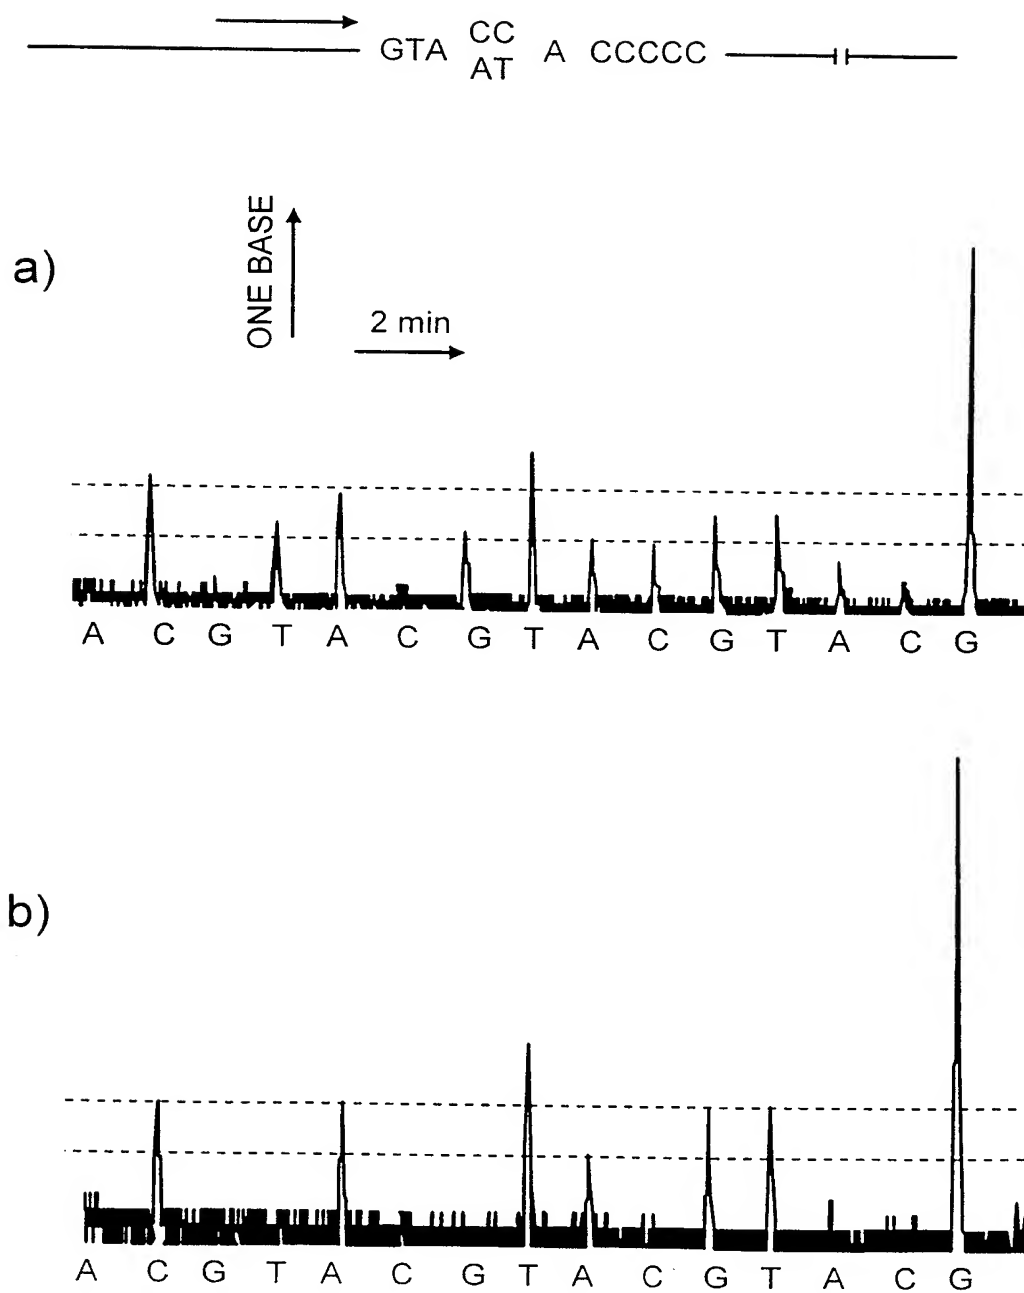 CC
GTA A CCCCC
AT
ONE BASE
a)
2 min
A C G T A C G T A C G T A C G
b)
A C G T A C G T A C G T A C G